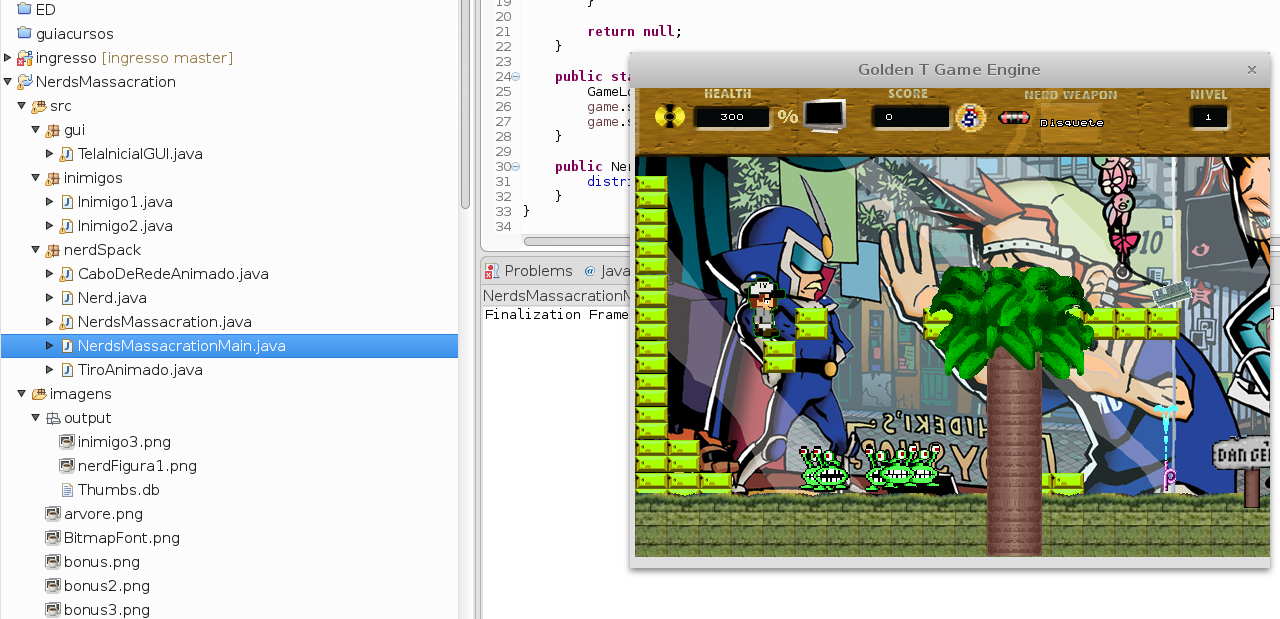 ED
guiacursos
ingresso [ingresso master]
NerdsMassacration
src
gui
TelaInicialGUI.java
inimigos
Inimigo1.java
Inimigo2.java
nerdSpack
CaboDeRedeAnimado.java
Nerd.java
NerdsMassacration.java
NerdsMassacrationMain.java
TiroAnimado.java
imagens
output
inimigo3.png
nerdFigura1.png
Thumbs.db
arvore.png
BitmapFont.png
bonus.png
bonus2.png
bonus3.png
19 }
20
21 return null;
22 }
23
24 public sta
25 GameLo
26 game.s
27 game.s
28 }
29
30 public Ner
31 distri
32 }
33 }
34
Problems @ Java
NerdsMassacrationM
Finalization Frame
Golden T Game Engine
HEALTH SCORE NERD WEAPON NIVEL
300 % 0 $ Disquete 1
10
HIDEKI'S
DANGE